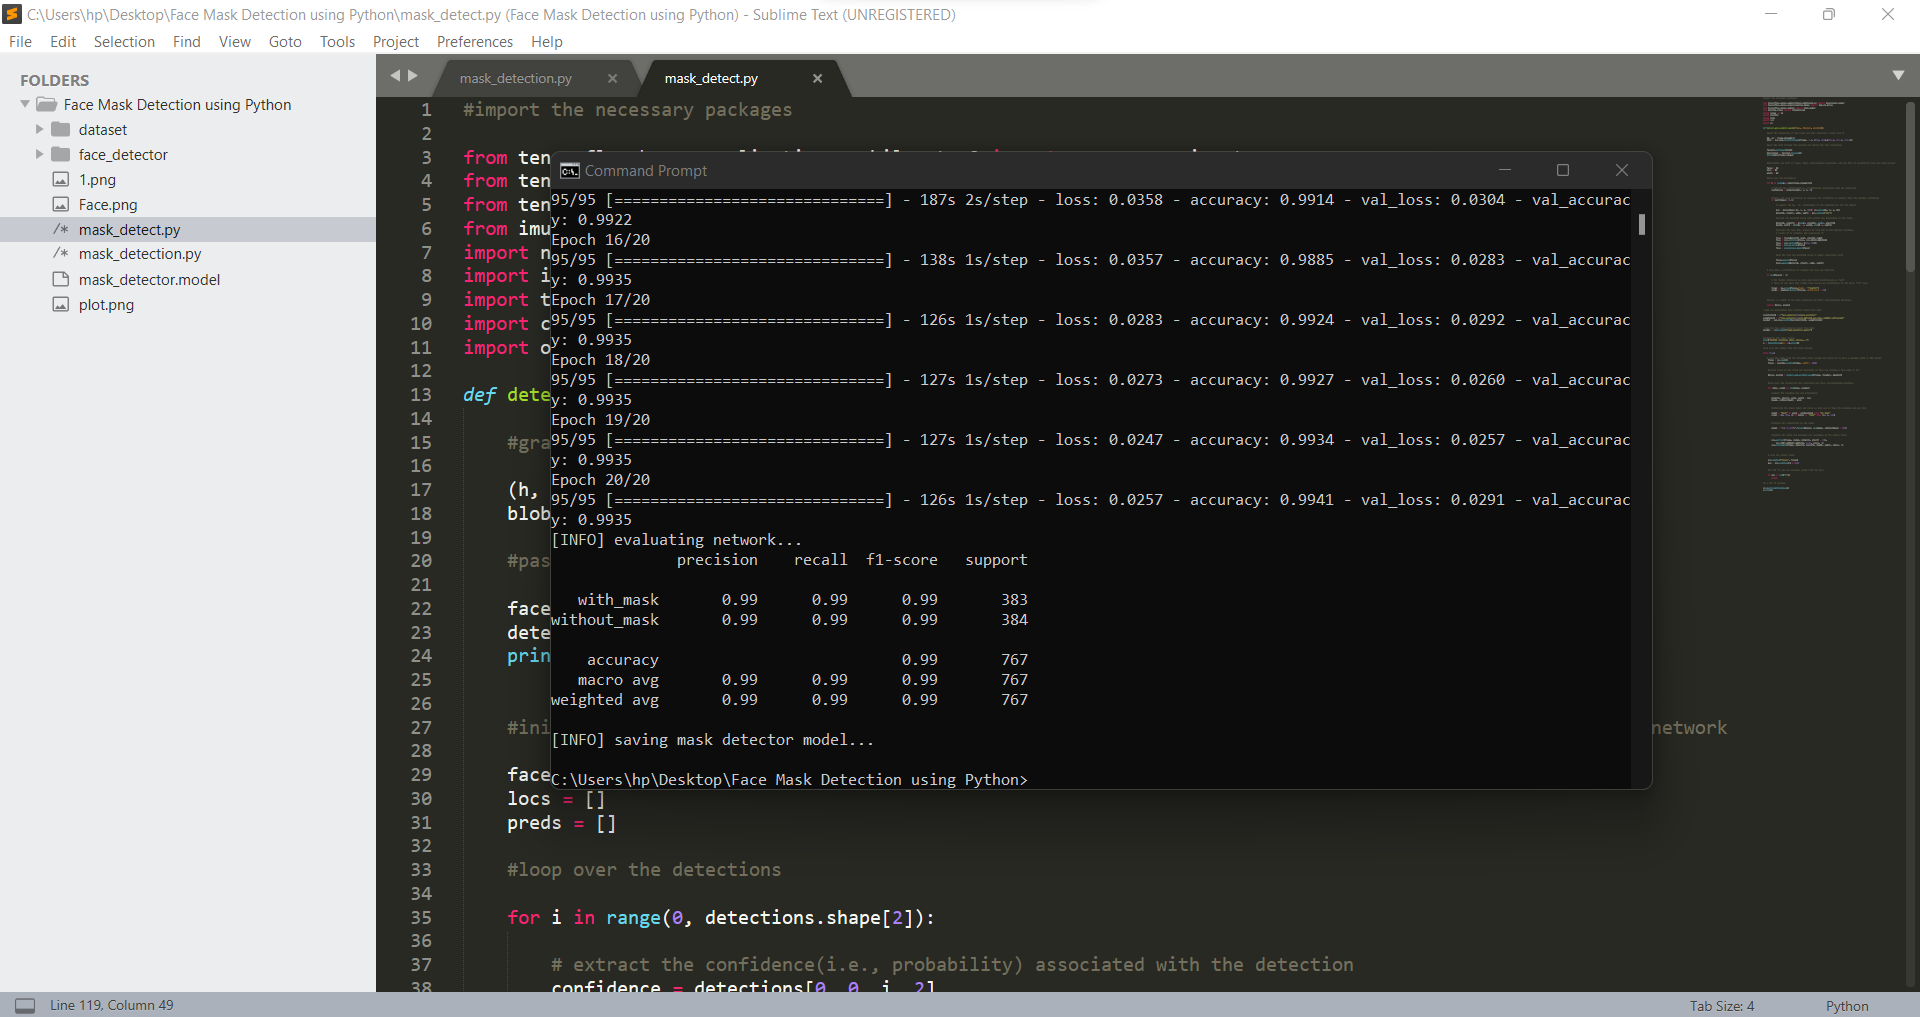 C:\Users\hp\Desktop\Face Mask Detection using Python\mask_detect.py (Face Mask Detection using Python) - Sublime Text (UNREGISTERED)
File Edit Selection Find View Goto Tools Project Preferences Help
FOLDERS
Face Mask Detection using Python
dataset
face_detector
1.png
Face.png
/* mask_detect.py
/* mask_detection.py
mask_detector.model
plot.png
mask_detection.py × mask_detect.py ×
1 #import the necessary packages
2
3 from ten
4 from ten
5 from ten
6 from imu
7 import n
8 import i
9 import t
10 import c
11 import o
12
13 def dete
14
15 #gra
16
17 (h,
18 blob
19
20 #pas
21
22 face
23 dete
24 prin
25
26
27 #ini network
28
29 face
30 locs = []
31 preds = []
32
33 #loop over the detections
34
35 for i in range(0, detections.shape[2]):
36
37 # extract the confidence(i.e., probability) associated with the detection
38 confidence = detections[0, 0, i, 2]
Command Prompt
95/95 [==============================] - 187s 2s/step - loss: 0.0358 - accuracy: 0.9914 - val_loss: 0.0304 - val_accurac
y: 0.9922
Epoch 16/20
95/95 [==============================] - 138s 1s/step - loss: 0.0357 - accuracy: 0.9885 - val_loss: 0.0283 - val_accurac
y: 0.9935
Epoch 17/20
95/95 [==============================] - 126s 1s/step - loss: 0.0283 - accuracy: 0.9924 - val_loss: 0.0292 - val_accurac
y: 0.9935
Epoch 18/20
95/95 [==============================] - 127s 1s/step - loss: 0.0273 - accuracy: 0.9927 - val_loss: 0.0260 - val_accurac
y: 0.9935
Epoch 19/20
95/95 [==============================] - 127s 1s/step - loss: 0.0247 - accuracy: 0.9934 - val_loss: 0.0257 - val_accurac
y: 0.9935
Epoch 20/20
95/95 [==============================] - 126s 1s/step - loss: 0.0257 - accuracy: 0.9941 - val_loss: 0.0291 - val_accurac
y: 0.9935
[INFO] evaluating network...
precision recall f1-score support
with_mask 0.99 0.99 0.99 383
without_mask 0.99 0.99 0.99 384
accuracy 0.99 767
macro avg 0.99 0.99 0.99 767
weighted avg 0.99 0.99 0.99 767
[INFO] saving mask detector model...
C:\Users\hp\Desktop\Face Mask Detection using Python>
Line 119, Column 49 Tab Size: 4 Python